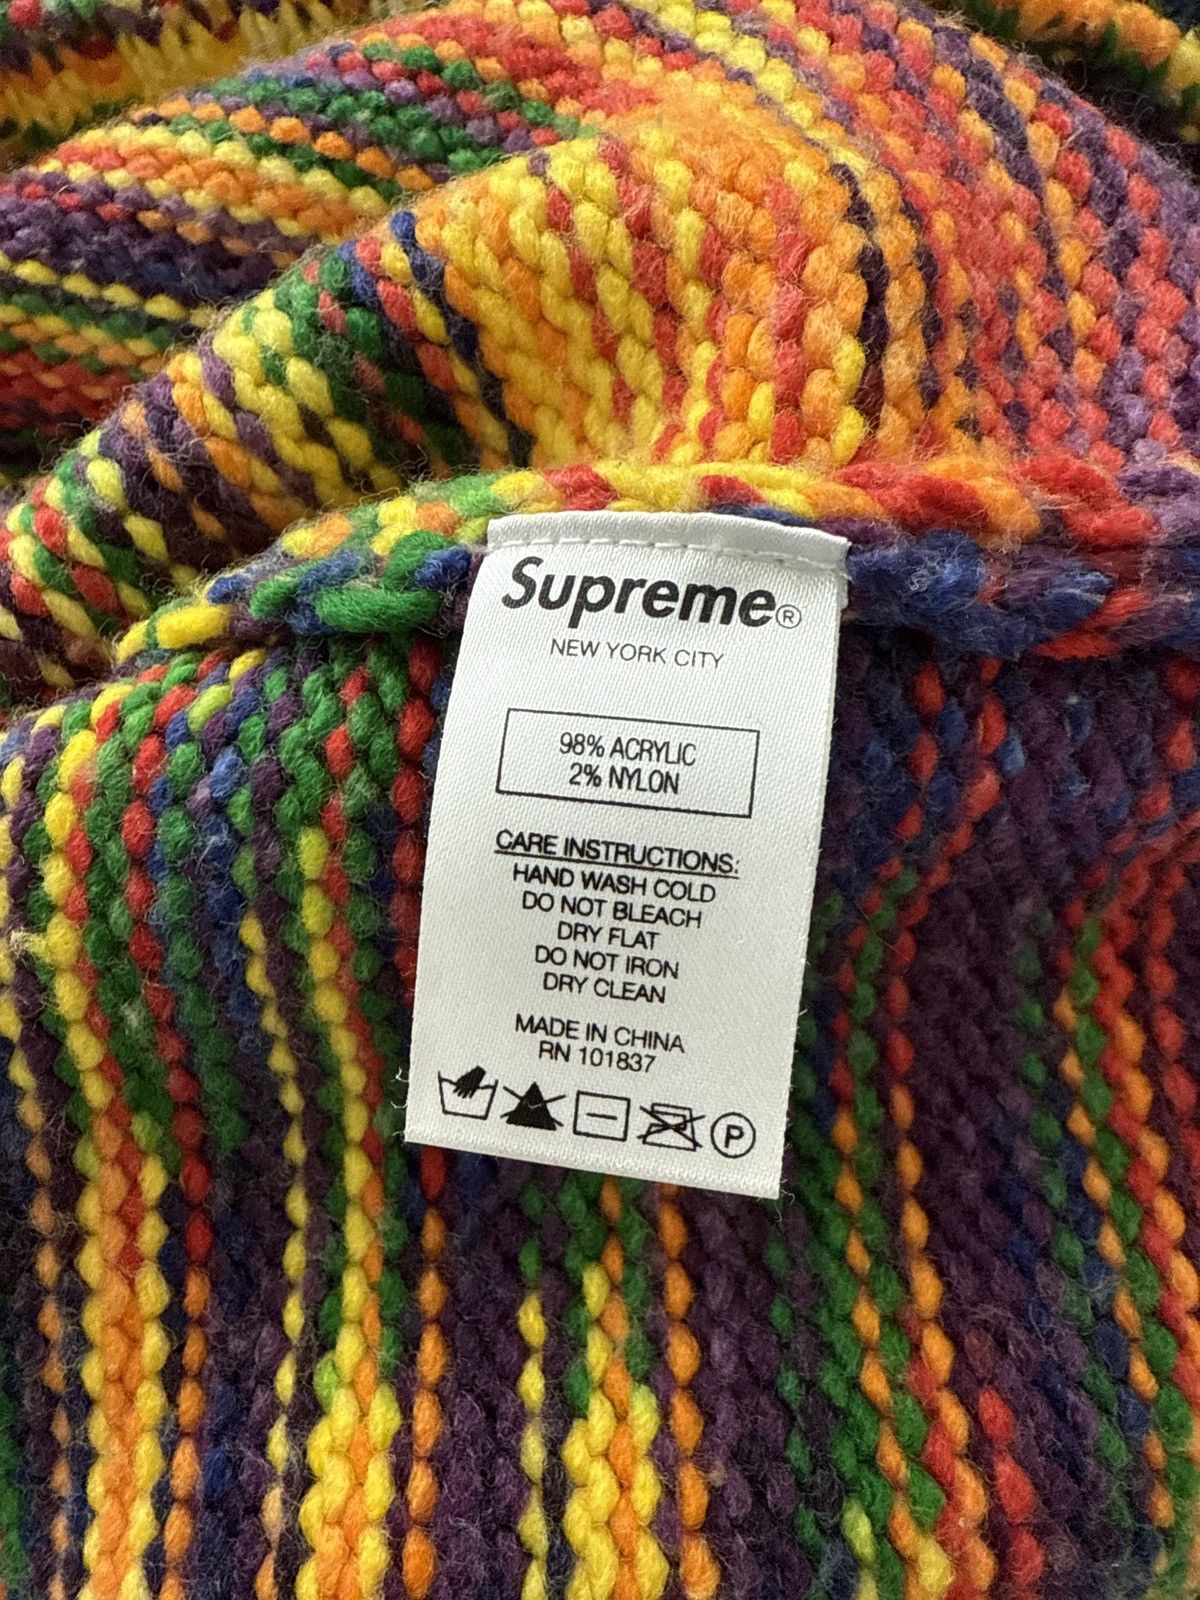 Supreme®
NEW YORK CITY
98% ACRYLIC
2% NYLON
CARE INSTRUCTIONS:
HAND WASH COLD
DO NOT BLEACH
DRY FLAT
DO NOT IRON
DRY CLEAN
MADE IN CHINA
RN 101837
P